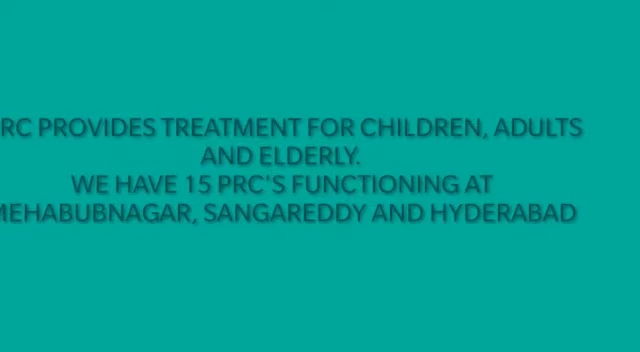 RC PROVIDES TREATMENT FOR CHILDREN, ADULTS
AND ELDERLY.
WE HAVE 15 PRC'S FUNCTIONING AT
MEHABUBNAGAR, SANGAREDDY AND HYDERABAD